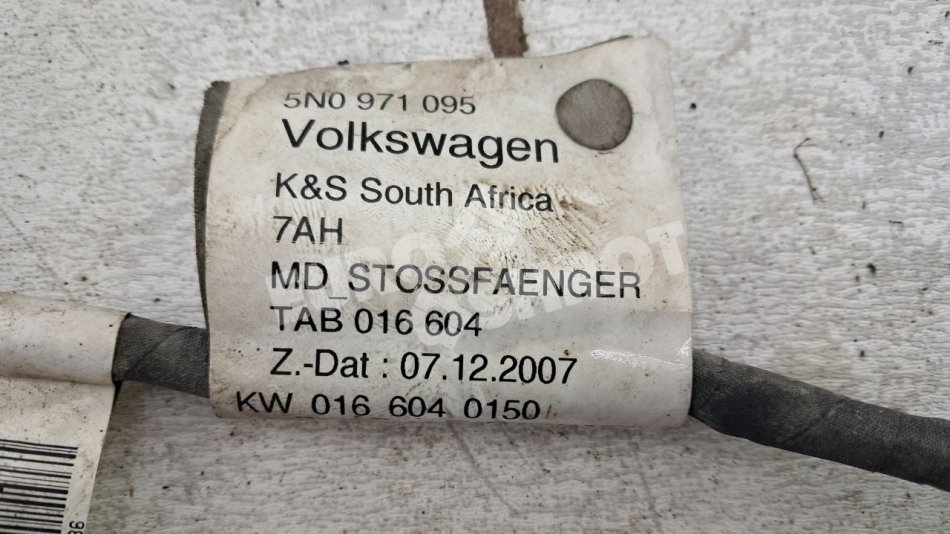 5N0 971 095
Volkswagen
K&S South Africa
7AH
MD_STOSSFAENGER
TAB 016 604
Z.-Dat : 07.12.2007
KW 016 604 0150